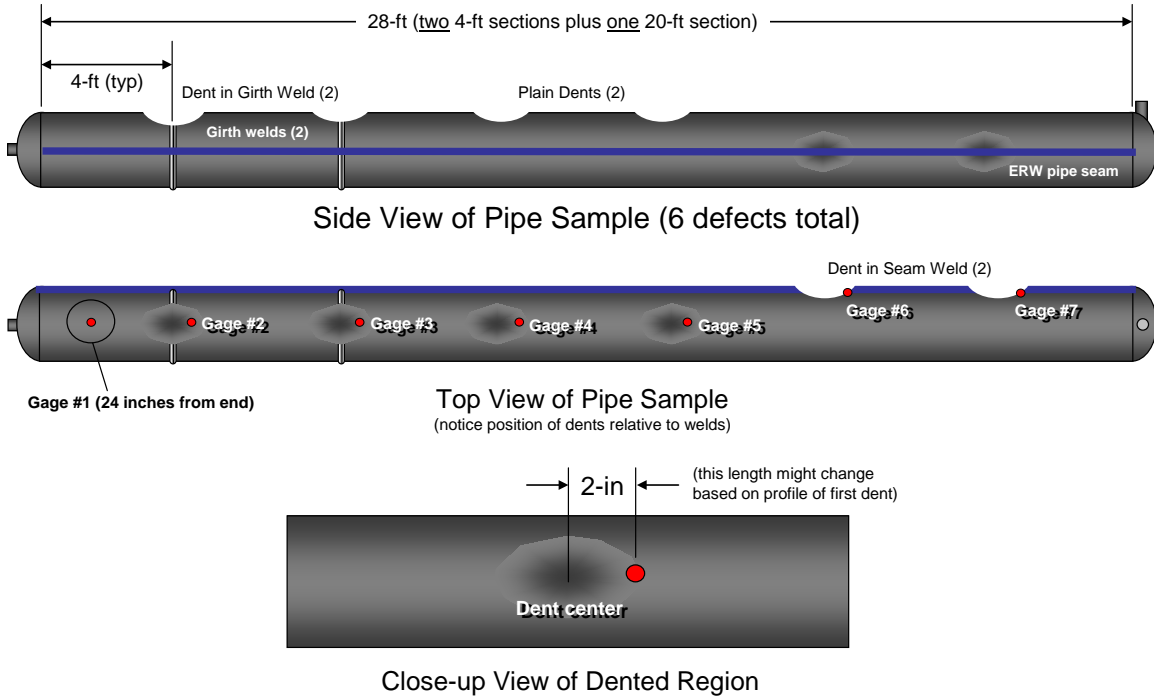 28-ft (two 4-ft sections plus one 20-ft section)
4-ft (typ)
Dent in Girth Weld (2)
Plain Dents (2)
Girth welds (2)
ERW pipe seam
Side View of Pipe Sample (6 defects total)
Dent in Seam Weld (2)
Gage #2
Gage #3
Gage #4
Gage #5
Gage #6
Gage #7
Gage #1 (24 inches from end)
Top View of Pipe Sample
(notice position of dents relative to welds)
2-in
(this length might change
based on profile of first dent)
Dent center
Close-up View of Dented Region